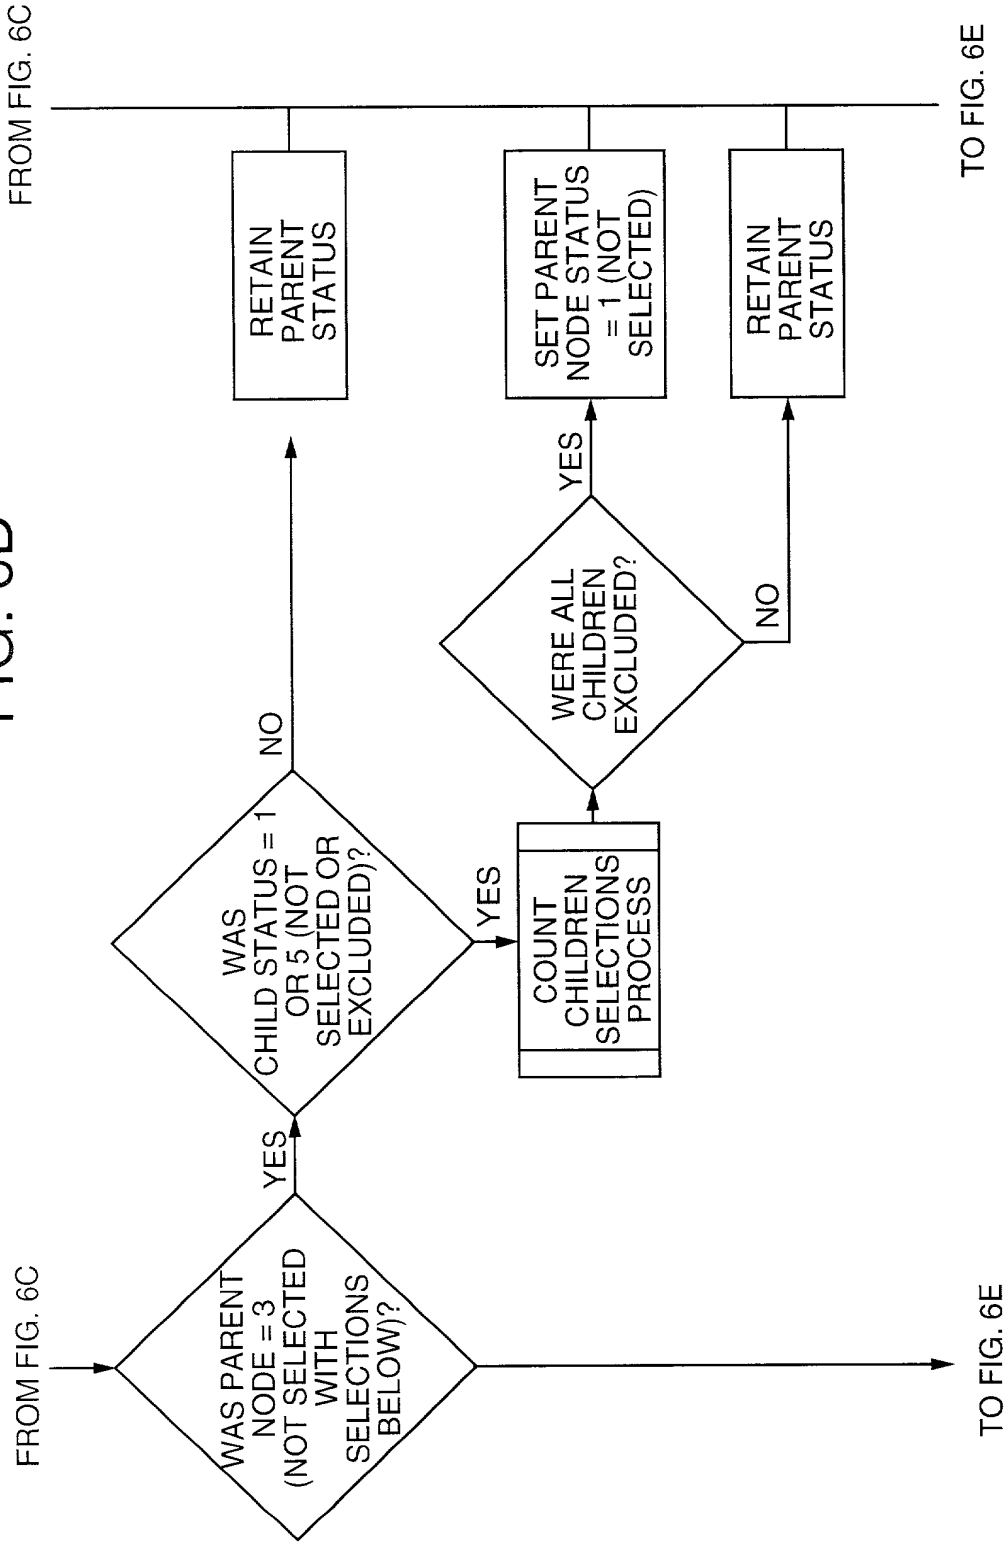 FIG. 6D
FROM FIG. 6C
WAS PARENT
NODE = 3
(NOT SELECTED
WITH
SELECTIONS
BELOW)?
YES
TO FIG. 6E
WAS
CHILD STATUS = 1
OR 5 (NOT
SELECTED OR
EXCLUDED)?
NO
YES
RETAIN
PARENT
STATUS
COUNT
CHILDREN
SELECTIONS
PROCESS
WERE ALL
CHILDREN
EXCLUDED?
YES
NO
SET PARENT
NODE STATUS
= 1 (NOT
SELECTED)
RETAIN
PARENT
STATUS
FROM FIG. 6C
TO FIG. 6E